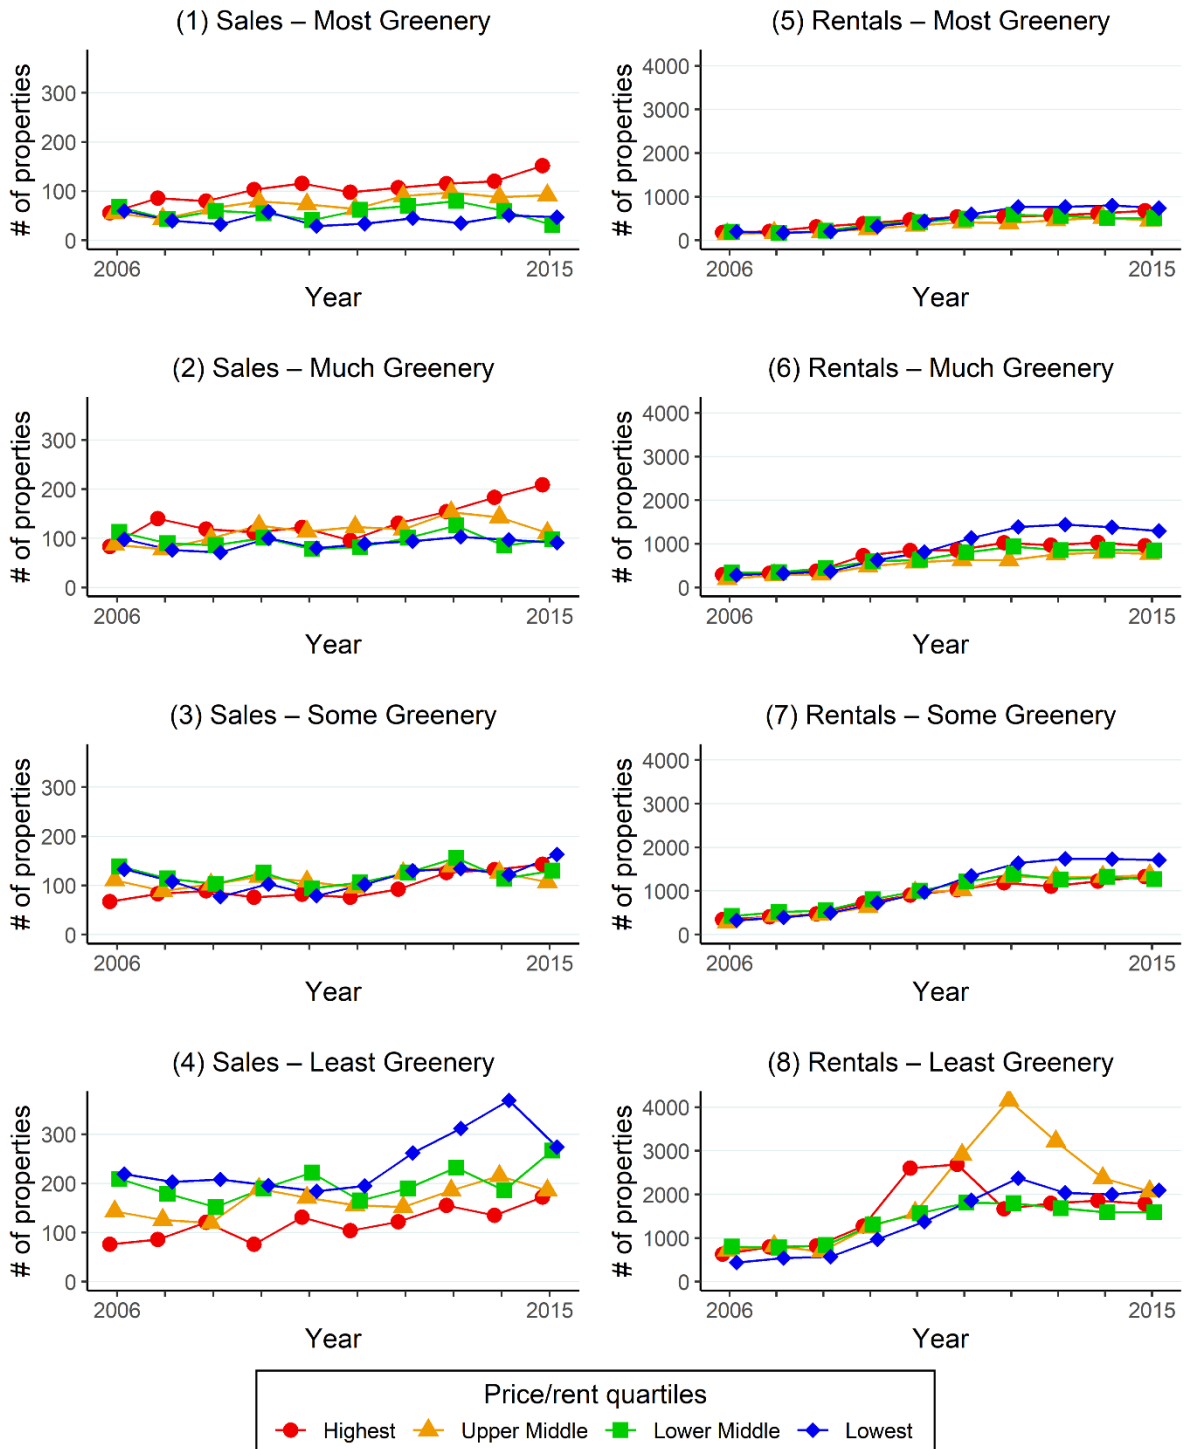 (1) Sales – Most Greenery
# of properties
300
200
100
0
2006
2015
Year
(5) Rentals – Most Greenery
# of properties
4000
3000
2000
1000
0
2006
2015
Year
(2) Sales – Much Greenery
# of properties
300
200
100
0
2006
2015
Year
(6) Rentals – Much Greenery
# of properties
4000
3000
2000
1000
0
2006
2015
Year
(3) Sales – Some Greenery
# of properties
300
200
100
0
2006
2015
Year
(7) Rentals – Some Greenery
# of properties
4000
3000
2000
1000
0
2006
2015
Year
(4) Sales – Least Greenery
# of properties
300
200
100
0
2006
2015
Year
(8) Rentals – Least Greenery
# of properties
4000
3000
2000
1000
0
2006
2015
Year
Price/rent quartiles
Highest Upper Middle Lower Middle Lowest